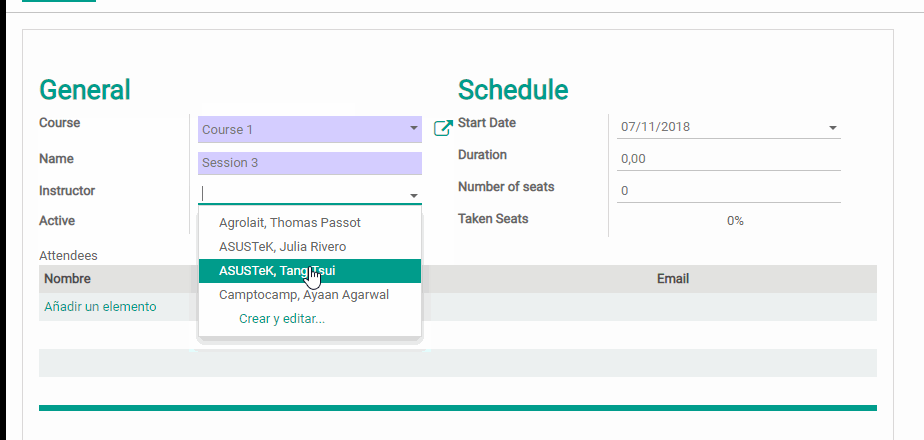 General
Course
Course 1
Name
Session 3
Instructor
Active
Agrolait, Thomas Passot
ASUSTeK, Julia Rivero
ASUSTeK, Tang Tsui
Camptocamp, Ayaan Agarwal
Crear y editar...
Schedule
Start Date
07/11/2018
Duration
0,00
Number of seats
0
Taken Seats
0%
Attendees
Nombre
Email
Añadir un elemento